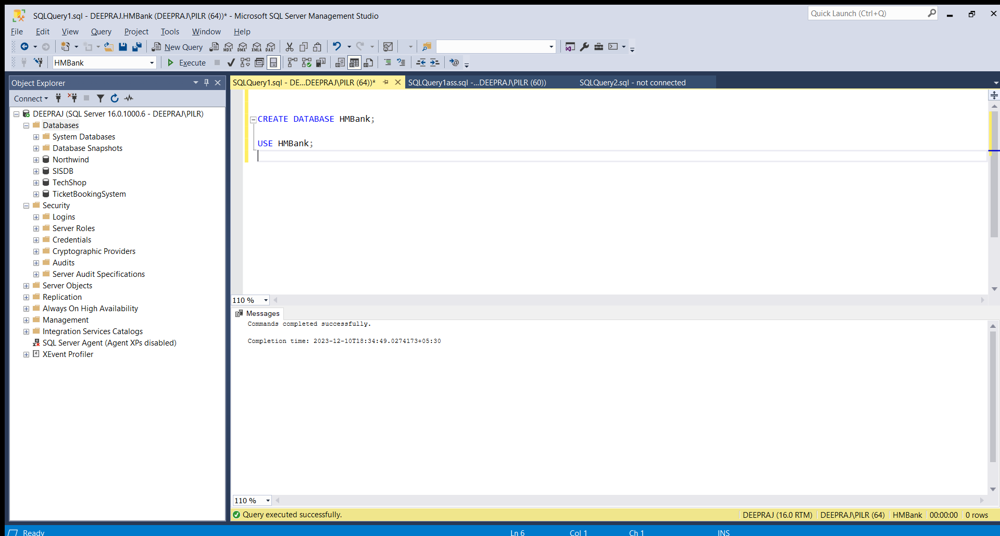 SQLQuery1.sql - DEEPRAJ.HMBank (DEEPRAJ\PILR (64))* - Microsoft SQL Server Management Studio
Quick Launch (Ctrl+Q)
File Edit View Query Project Tools Window Help
New Query MDX DMX XMLA DAX
HMBank Execute
Object Explorer
SQLQuery1.sql - DE...DEEPRAJ\PILR (64))* SQLQuery1ass.sql -...DEEPRAJ\PILR (60)) SQLQuery2.sql - not connected
Connect
DEEPRAJ (SQL Server 16.0.1000.6 - DEEPRAJ\PILR)
Databases
System Databases
Database Snapshots
Northwind
SISDB
TechShop
TicketBookingSystem
Security
Logins
Server Roles
Credentials
Cryptographic Providers
Audits
Server Audit Specifications
Server Objects
Replication
Always On High Availability
Management
Integration Services Catalogs
SQL Server Agent (Agent XPs disabled)
XEvent Profiler
CREATE DATABASE HMBank;
USE HMBank;
110 %
Messages
Commands completed successfully.
Completion time: 2023-12-10T18:34:49.0274173+05:30
110 %
Query executed successfully.
DEEPRAJ (16.0 RTM) DEEPRAJ\PILR (64) HMBank 00:00:00 0 rows
Ready Ln 6 Col 1 Ch 1 INS